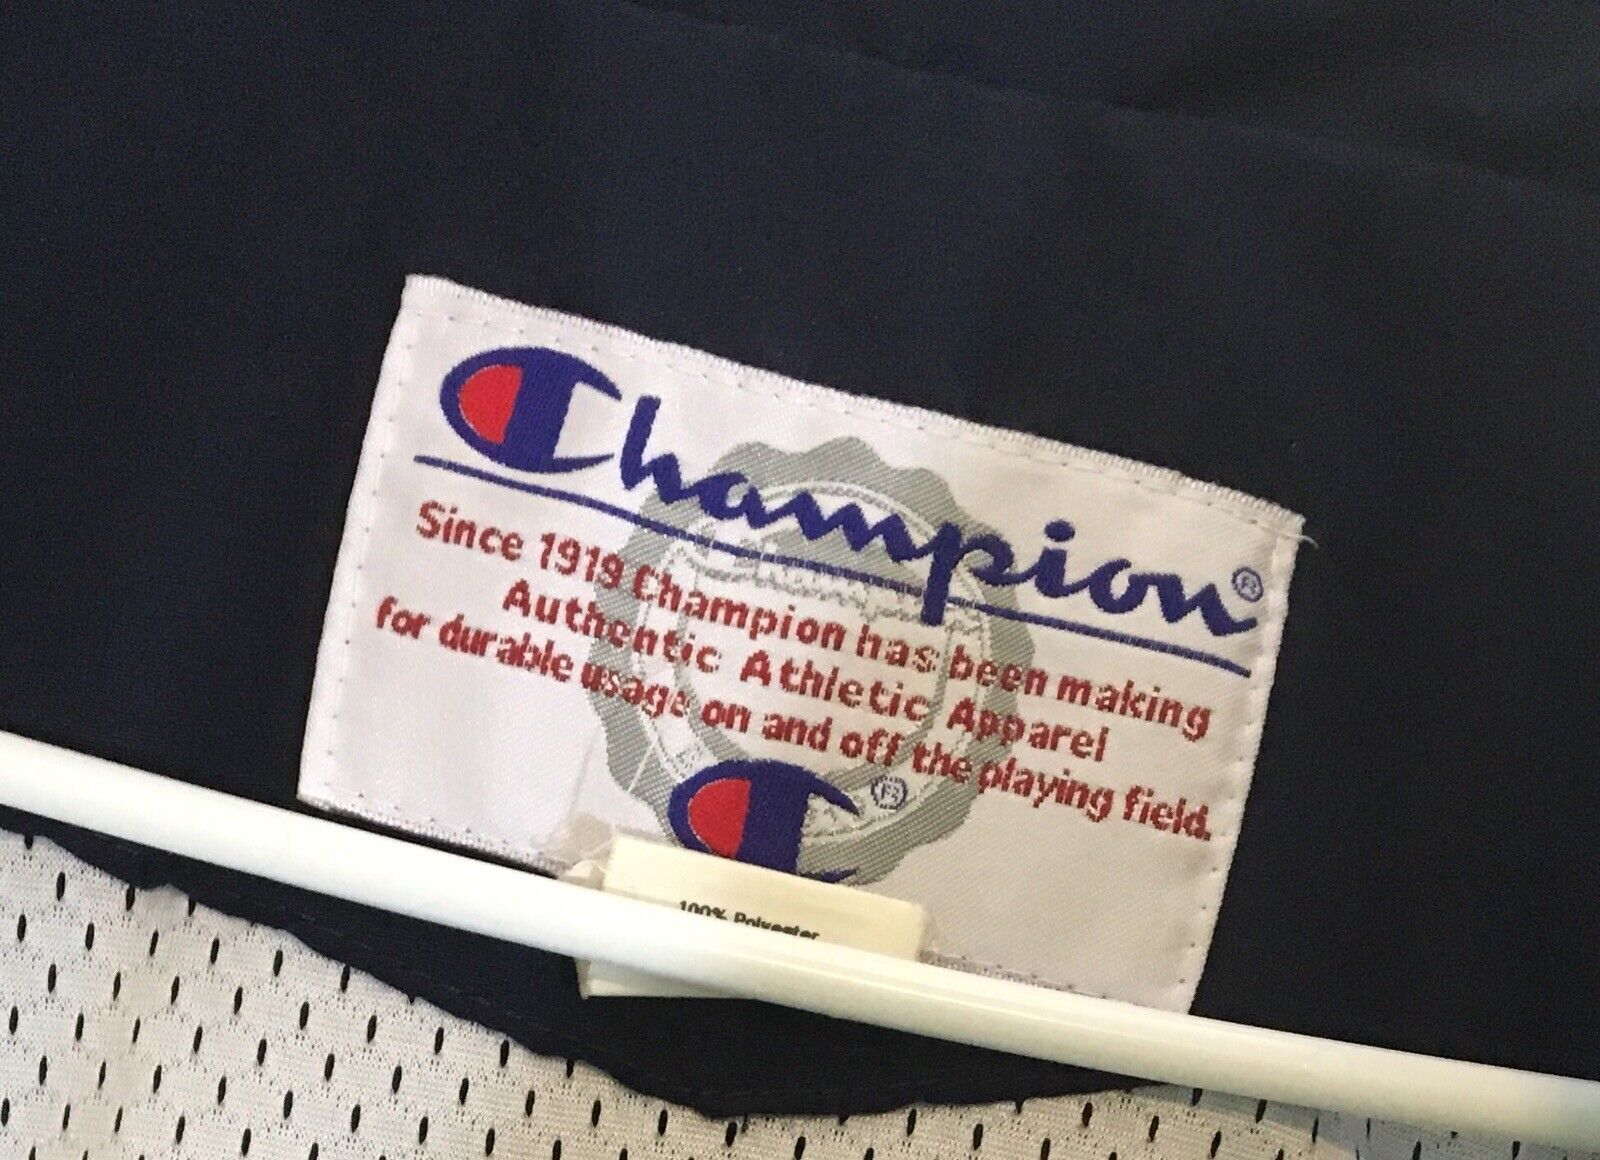 Champion®
Since 1919 Champion has been making
Authentic Athletic Apparel
for durable usage on and off the playing field.
C®
100% Polyester